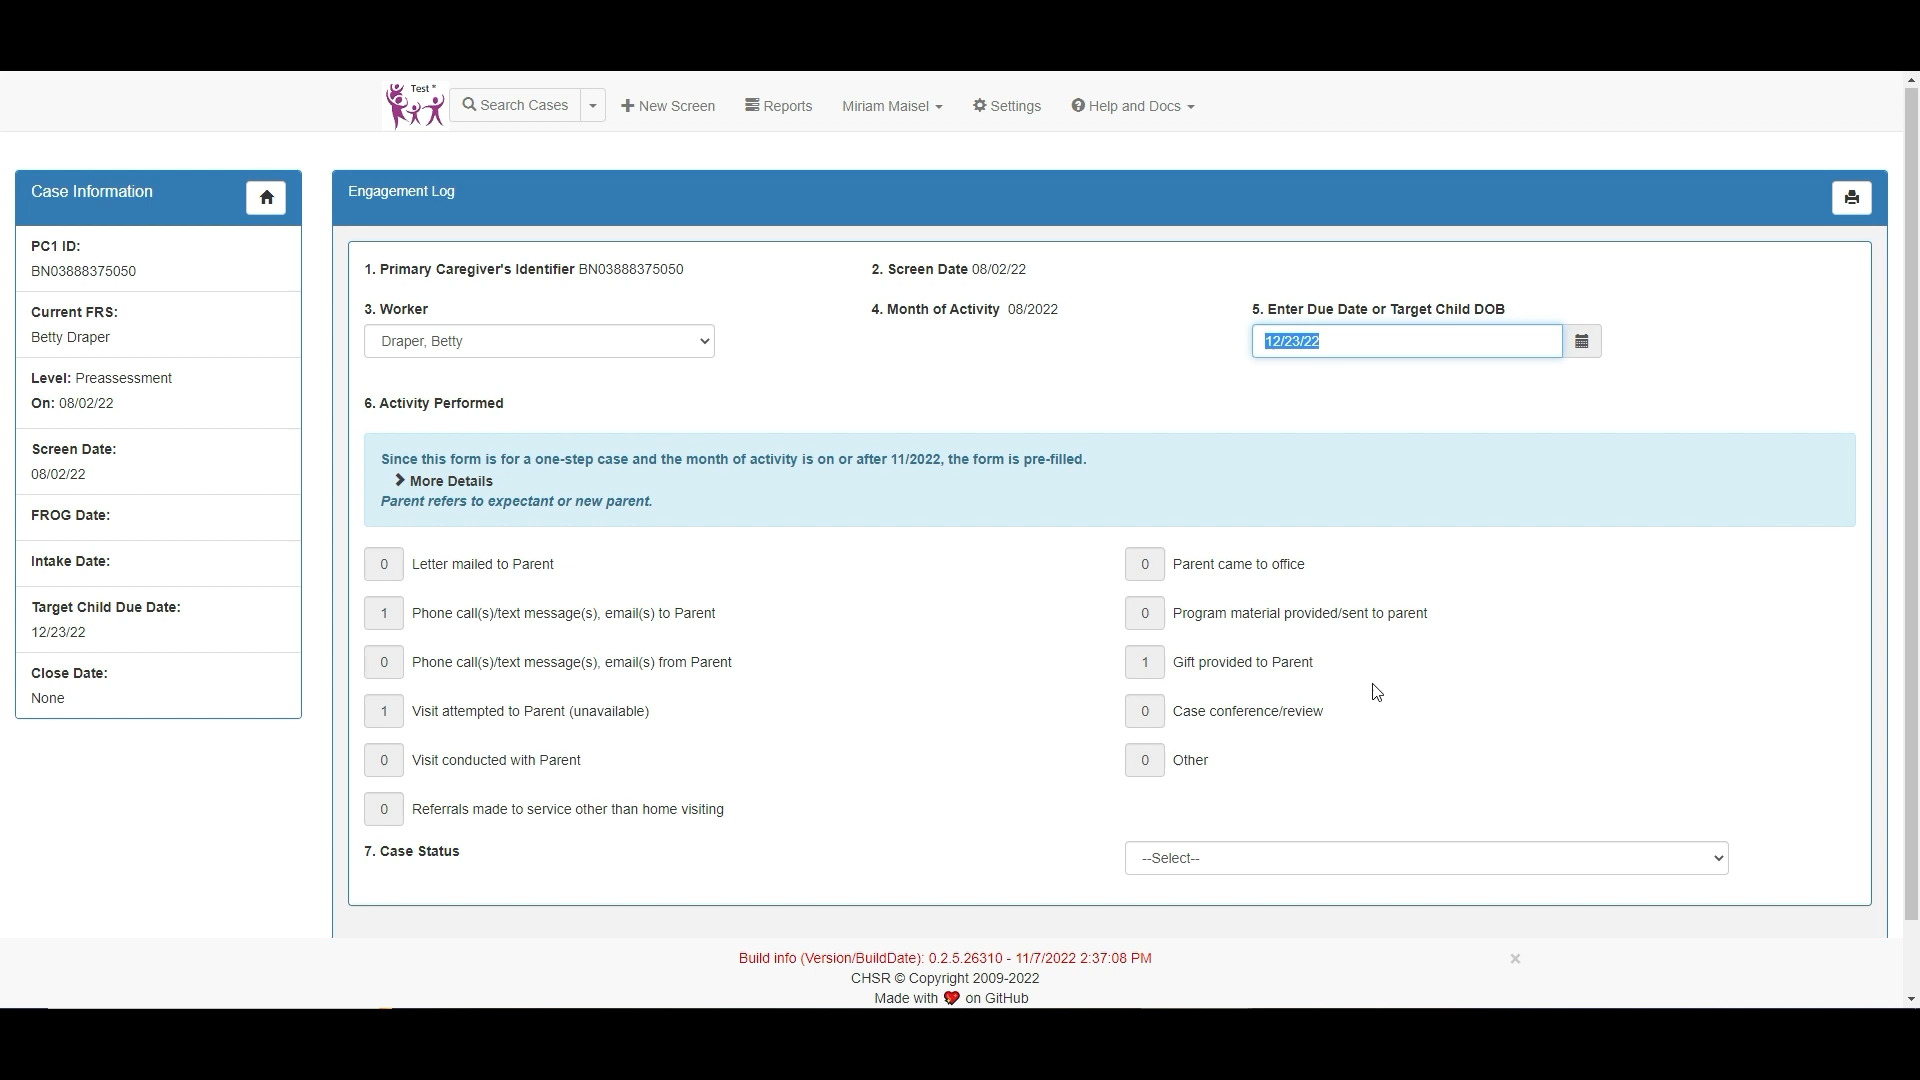 Test *
Search Cases
New Screen
Reports
Miriam Maisel
Settings
Help and Docs
Case Information
PC1 ID:
BN03888375050
Current FRS:
Betty Draper
Level: Preassessment
On: 08/02/22
Screen Date:
08/02/22
FROG Date:
Intake Date:
Target Child Due Date:
12/23/22
Close Date:
None
Engagement Log
1. Primary Caregiver's Identifier BN03888375050
2. Screen Date 08/02/22
3. Worker
4. Month of Activity 08/2022
5. Enter Due Date or Target Child DOB
Draper, Betty
12/23/22
6. Activity Performed
Since this form is for a one-step case and the month of activity is on or after 11/2022, the form is pre-filled.
More Details
Parent refers to expectant or new parent.
0 Letter mailed to Parent
0 Parent came to office
1 Phone call(s)/text message(s), email(s) to Parent
0 Program material provided/sent to parent
0 Phone call(s)/text message(s), email(s) from Parent
1 Gift provided to Parent
1 Visit attempted to Parent (unavailable)
0 Case conference/review
0 Visit conducted with Parent
0 Other
0 Referrals made to service other than home visiting
7. Case Status
--Select--
Build info (Version/BuildDate): 0.2.5.26310 - 11/7/2022 2:37:08 PM
CHSR © Copyright 2009-2022
Made with ❤ on GitHub